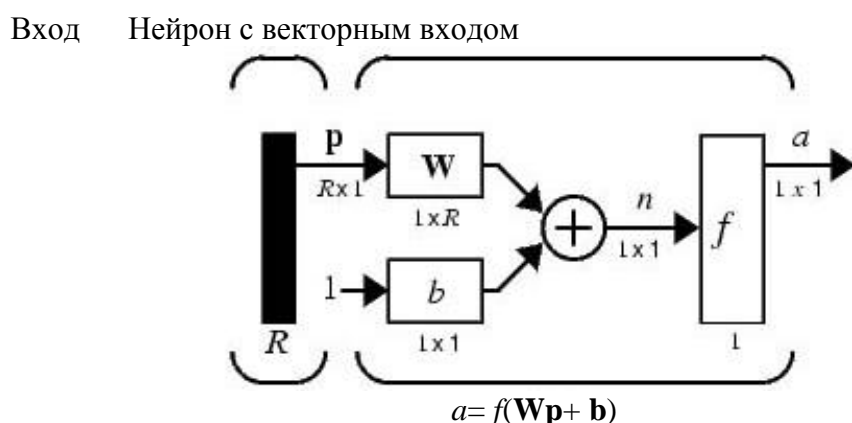 Вход Нейрон с векторным входом
p a
W
R x 1 n 1 x 1
1 x R f
1 x 1
1 b
R 1 x 1 1
a= f(Wp+ b)